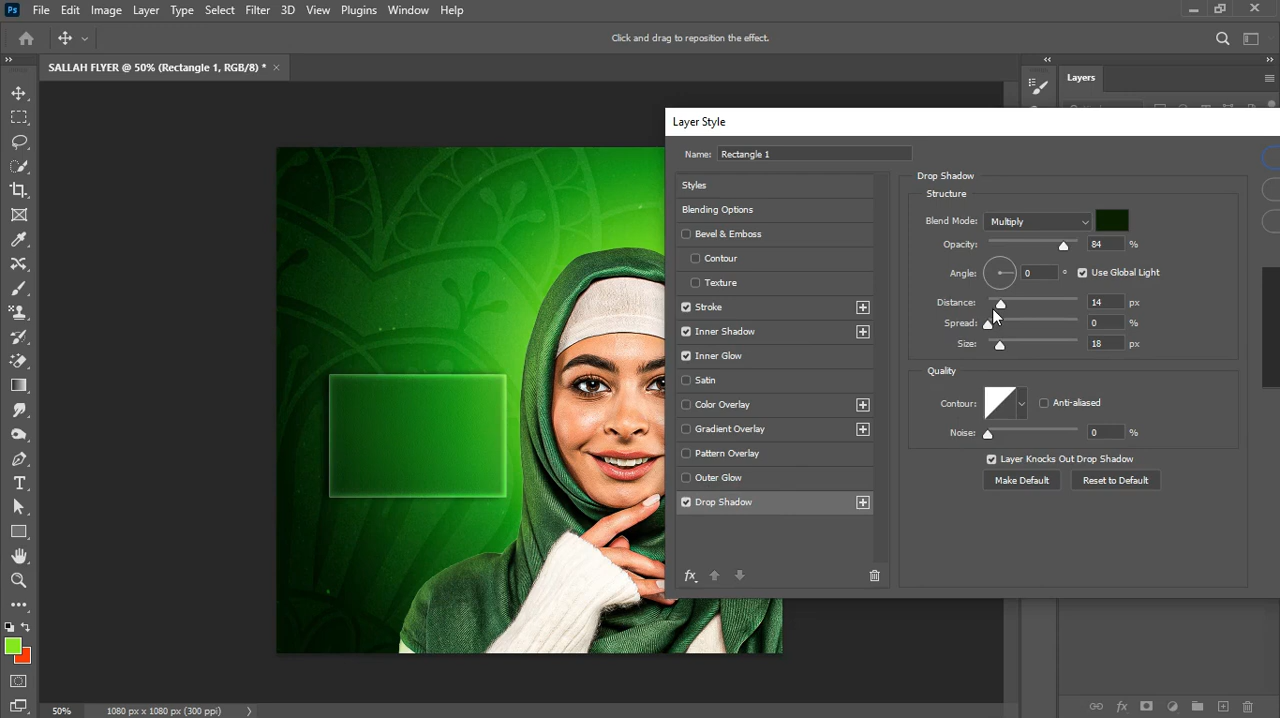 Ps File Edit Image Layer Type Select Filter 3D View Plugins Window Help
Click and drag to reposition the effect.
SALLAH FLYER @ 50% (Rectangle 1, RGB/8) * ×
Layers
Layer Style
Name: Rectangle 1
Styles
Blending Options
Bevel & Emboss
Contour
Texture
Stroke
Inner Shadow
Inner Glow
Satin
Color Overlay
Gradient Overlay
Pattern Overlay
Outer Glow
Drop Shadow
fx
Drop Shadow
Structure
Blend Mode: Multiply
Opacity: 84 %
Angle: 0 ° Use Global Light
Distance: 14 px
Spread: 0 %
Size: 18 px
Quality
Contour: Anti-aliased
Noise: 0 %
Layer Knocks Out Drop Shadow
Make Default Reset to Default
50% 1080 px x 1080 px (300 ppi)
fx